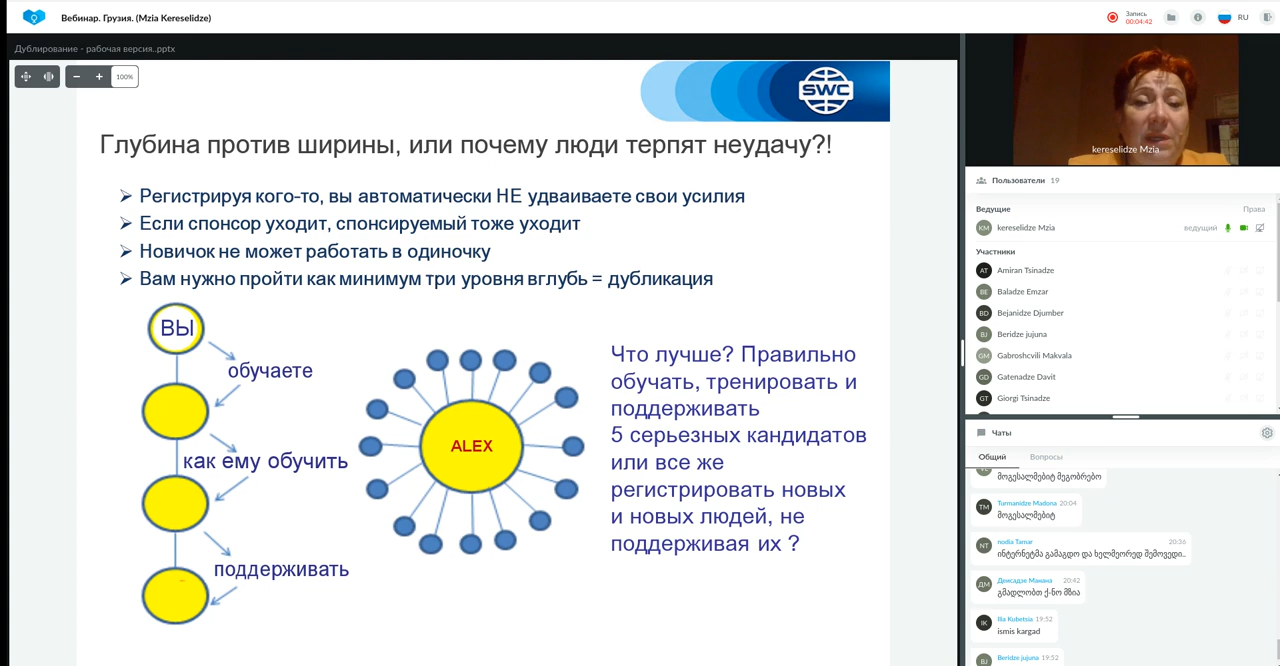 Вебинар. Грузия. (Mzia Kereselidze)
Запись
00:04:42
RU
Дублирование - рабочая версия..pptx
100%
SWC
Глубина против ширины, или почему люди терпят неудачу?!
Регистрируя кого-то, вы автоматически НЕ удваиваете свои усилия
Если спонсор уходит, спонсируемый тоже уходит
Новичок не может работать в одиночку
Вам нужно пройти как минимум три уровня вглубь = дубликация
ВЫ
обучаете
как ему обучить
поддерживать
ALEX
Что лучше? Правильно
обучать, тренировать и
поддерживать
5 серьезных кандидатов
или все же
регистрировать новых
и новых людей, не
поддерживая их ?
kereselidze Mzia
Пользователи 19
Ведущие Права
KM kereselidze Mzia ведущий
Участники
AT Amiran Tsinadze
BE Baladze Emzar
BD Bejanidze Djumber
BJ Beridze jujuna
GM Gabroshcvili Makvala
GD Gatenadze Davit
GT Giorgi Tsinadze
Чаты
Общий Вопросы
მოგესალმებიტ მეგობრებო
TM Turmanidze Madona 20:04
მოგესალმებიტ
NT nodia Tamar 20:36
ინტერნეტმა გამაგდო და ხელმეორედ შემოვედი..
ДМ Денсадзе Манана 20:42
გმადლობთ ქ-ნო მზია
IK Ilia Kubetsia 19:52
ismis kargad
BJ Beridze jujuna 19:52